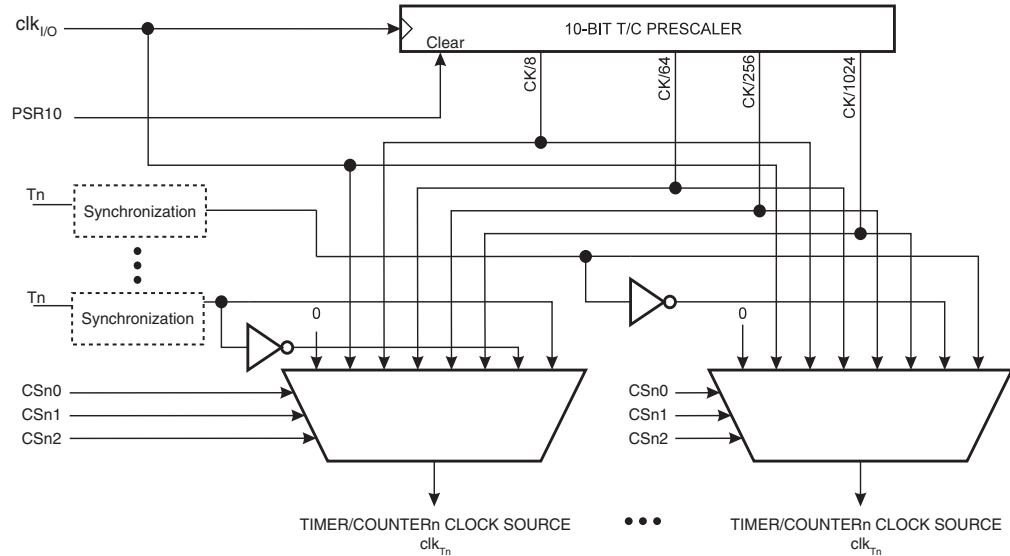 clkI/O
10-BIT T/C PRESCALER
Clear
CK/8
CK/64
CK/256
CK/1024
PSR10
Tn
Synchronization
Tn
Synchronization
0
0
CSn0
CSn1
CSn2
CSn0
CSn1
CSn2
TIMER/COUNTERn CLOCK SOURCE
clkTn
TIMER/COUNTERn CLOCK SOURCE
clkTn